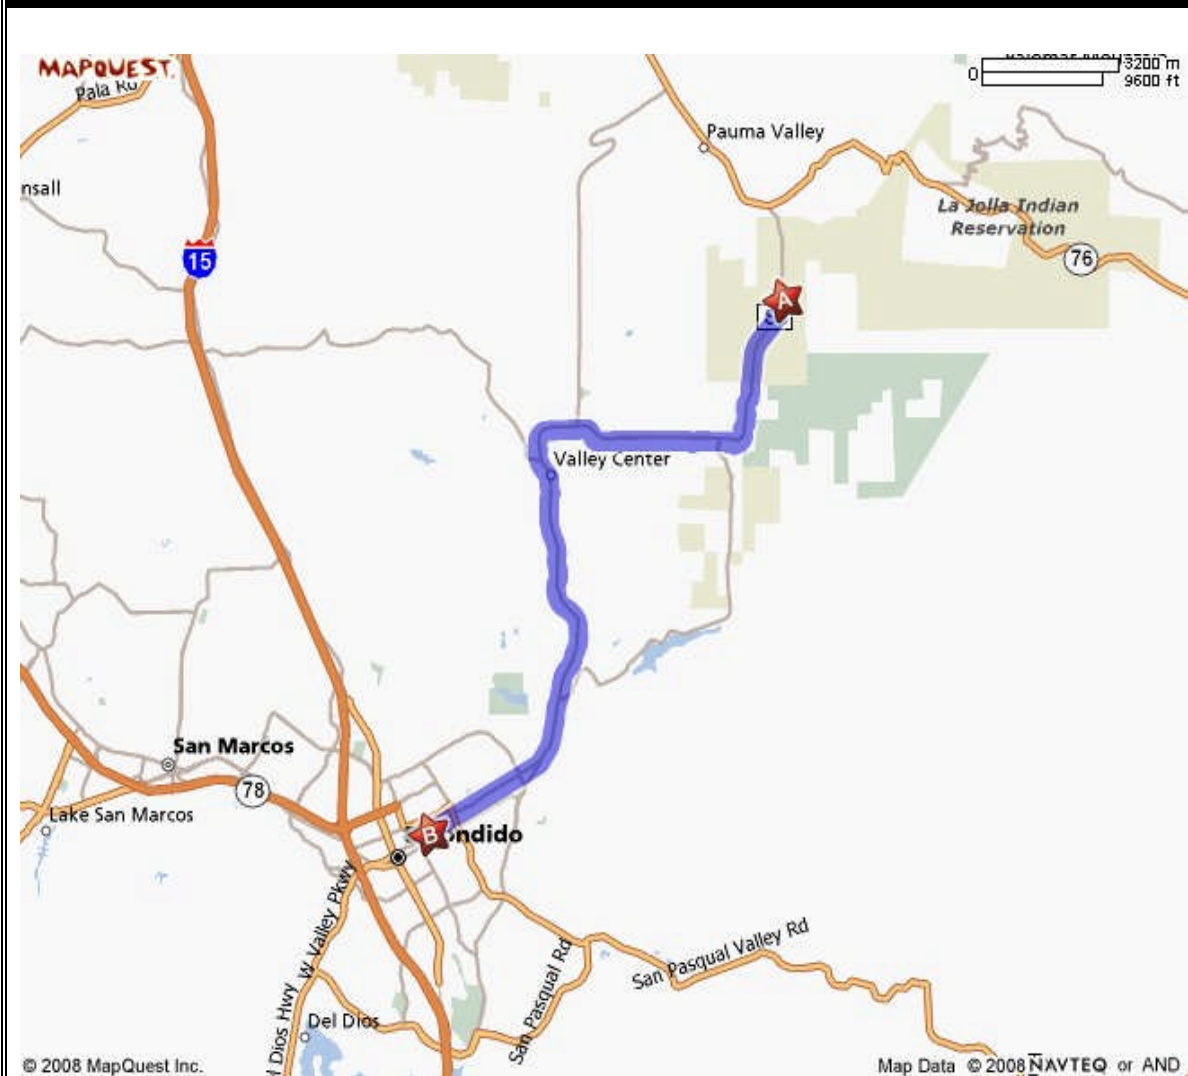 MAPQUEST.
3200 m
0
9600 ft
Pala Rd
Pauma Valley
nsall
La Jolla Indian
Reservation
15
76
A
Valley Center
San Marcos
78
Lake San Marcos
B
ndido
W Valley Pkwy
San Pasqual Valley Rd
San Pasqual Rd
Dios Hwy
Del Dios
© 2008 MapQuest Inc.
Map Data © 2008 NAVTEQ or AND